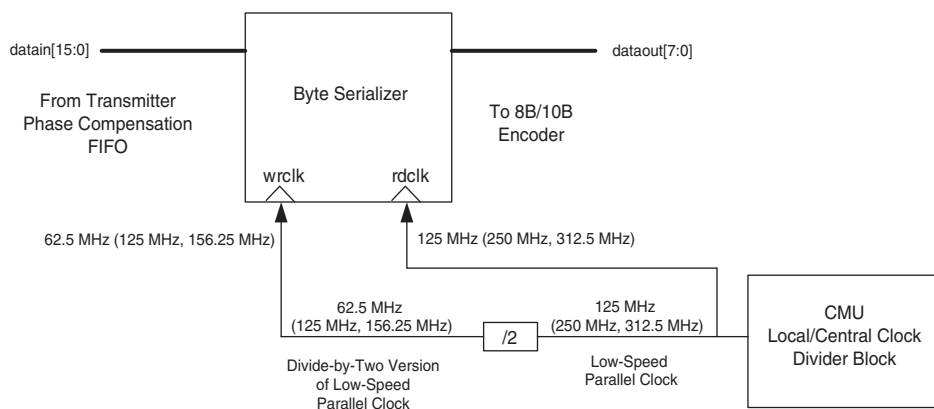 datain[15:0]
dataout[7:0]
Byte Serializer
From Transmitter
Phase Compensation
FIFO
To 8B/10B
Encoder
wrclk
rdclk
62.5 MHz (125 MHz, 156.25 MHz)
125 MHz (250 MHz, 312.5 MHz)
62.5 MHz
(125 MHz, 156.25 MHz)
/2
125 MHz
(250 MHz, 312.5 MHz)
CMU
Local/Central Clock
Divider Block
Divide-by-Two Version
of Low-Speed
Parallel Clock
Low-Speed
Parallel Clock